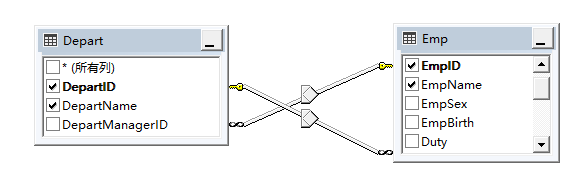 Depart
* (所有列)
DepartID
DepartName
DepartManagerID
Emp
EmpID
EmpName
EmpSex
EmpBirth
Duty